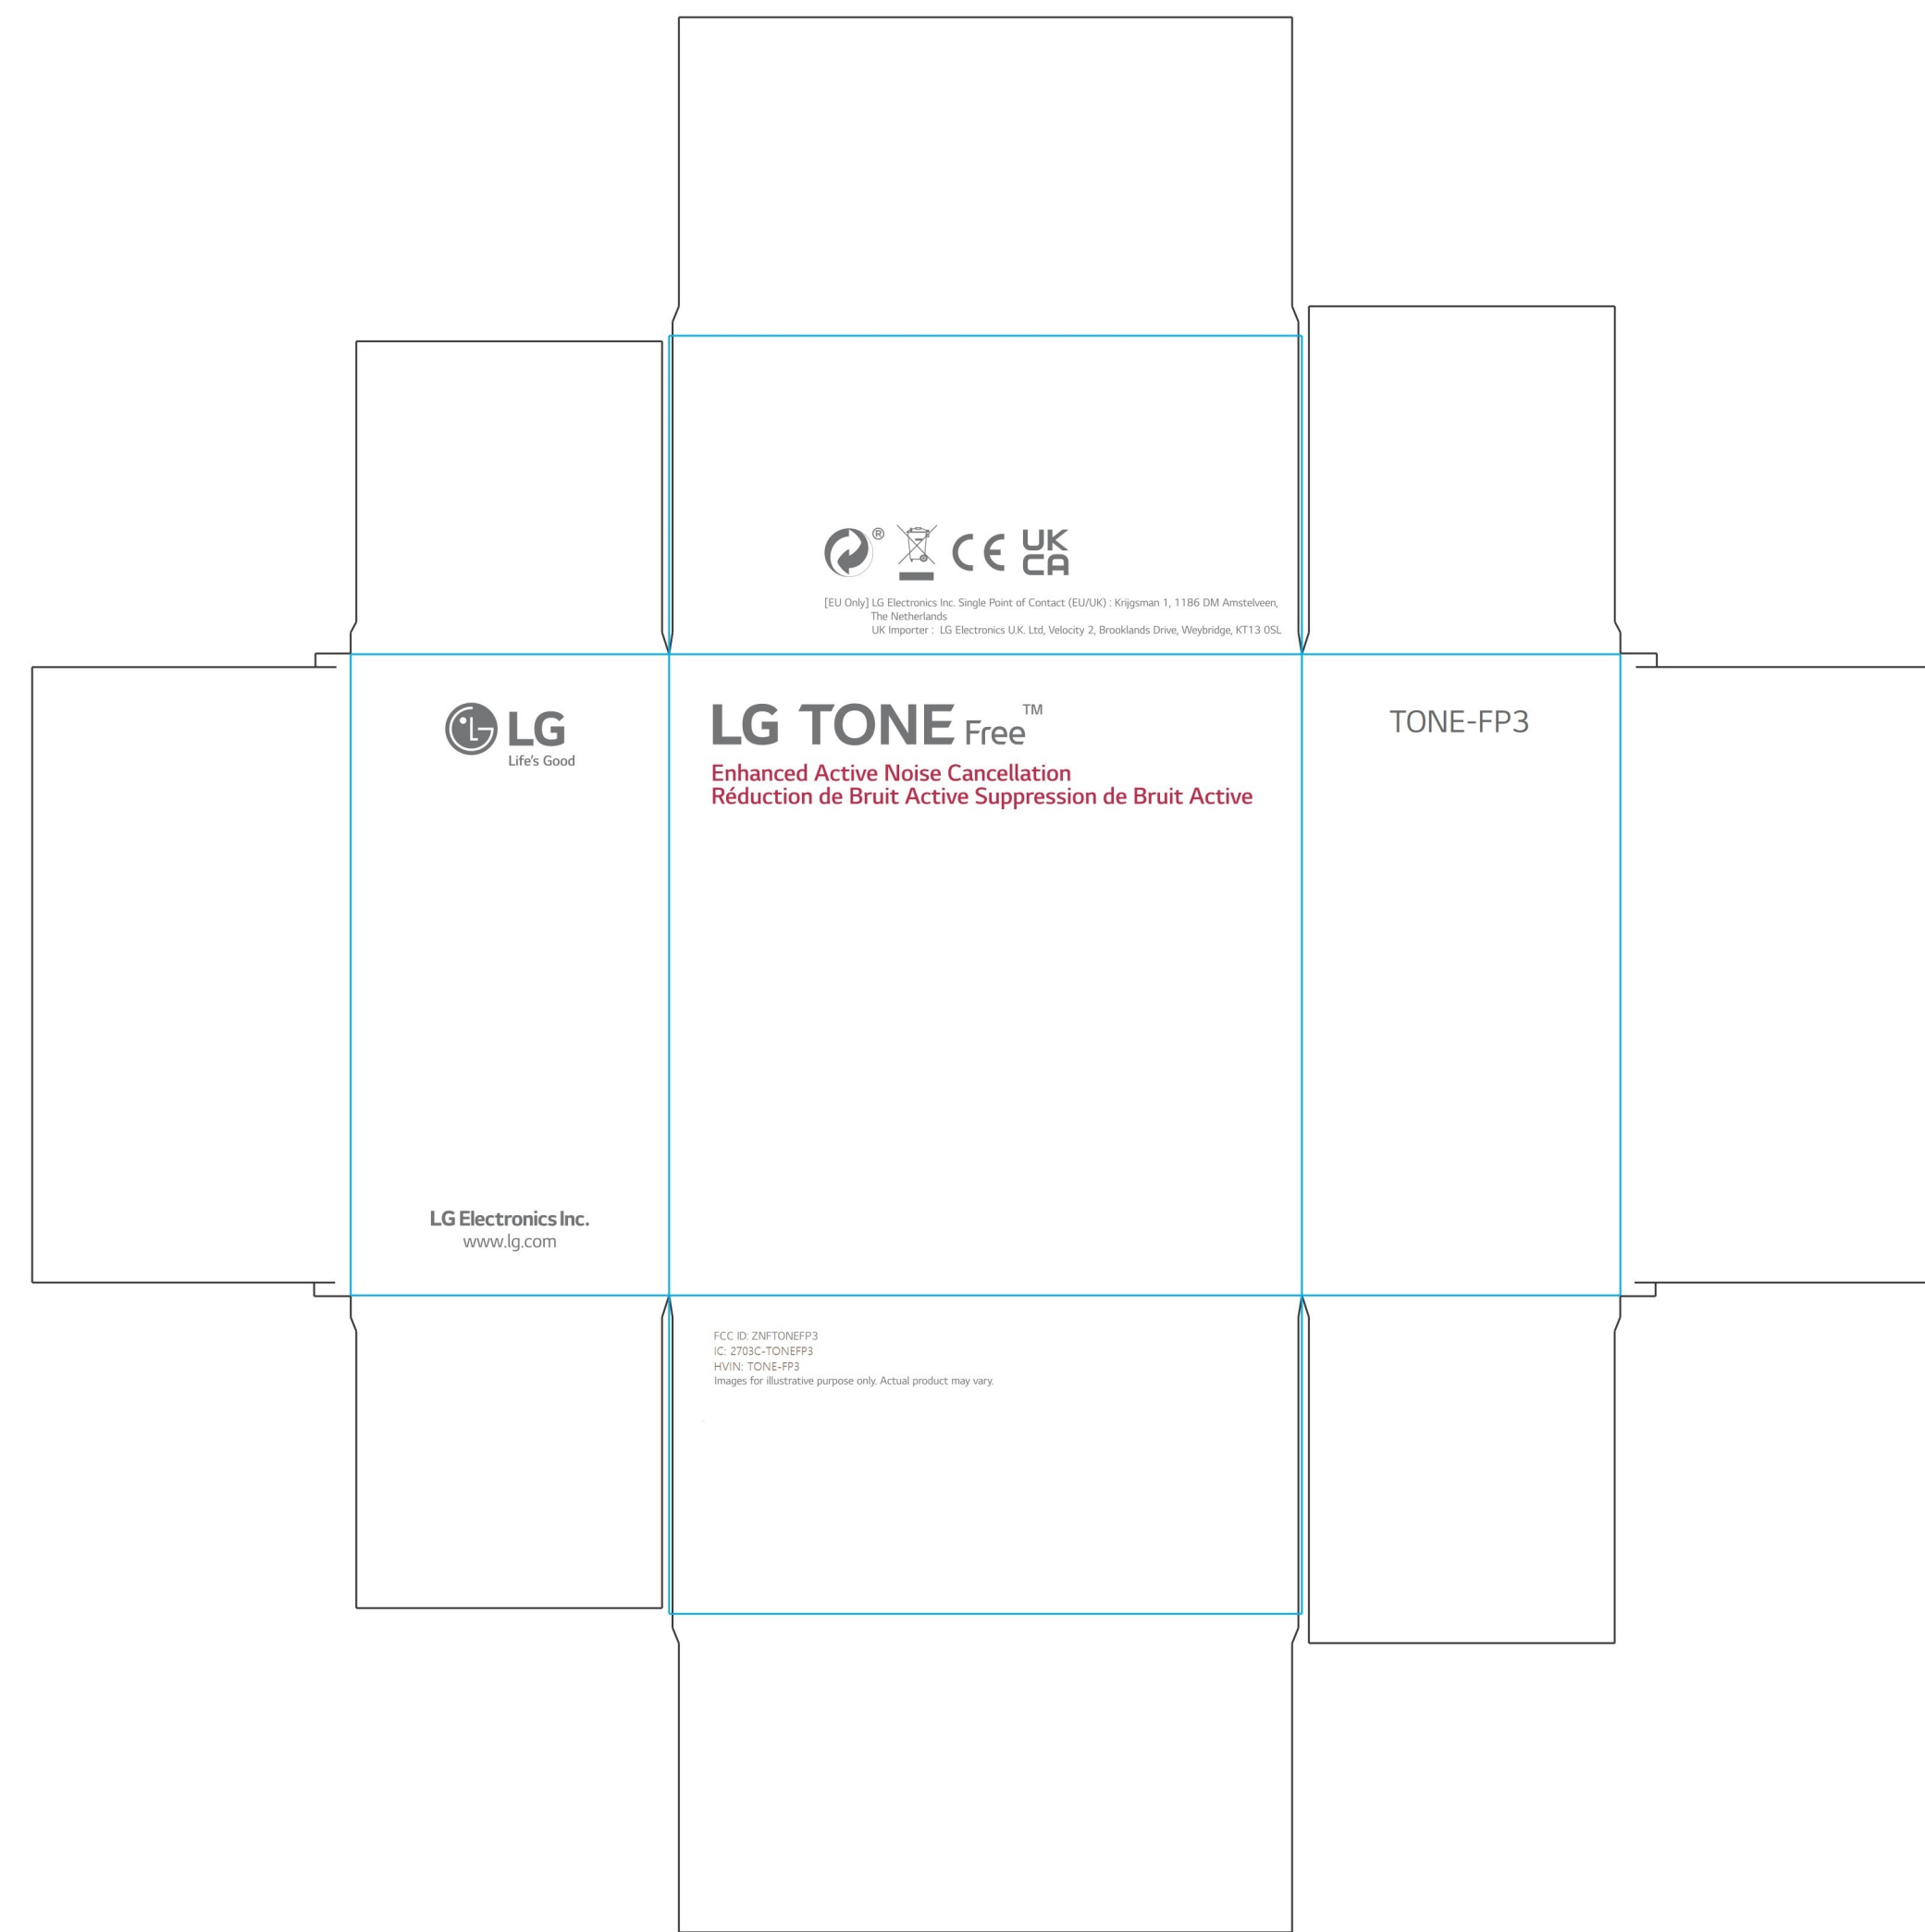 ®
CE
UK
CA
[EU Only] LG Electronics Inc. Single Point of Contact (EU/UK) : Krijgsman 1, 1186 DM Amstelveen,
The Netherlands
UK Importer : LG Electronics U.K. Ltd, Velocity 2, Brooklands Drive, Weybridge, KT13 0SL
LG
Life's Good
LG TONE Free™
TONE-FP3
Enhanced Active Noise Cancellation
Réduction de Bruit Active Suppression de Bruit Active
LG Electronics Inc.
www.lg.com
FCC ID: ZNFTONEFP3
IC: 2703C-TONEFP3
HVIN: TONE-FP3
Images for illustrative purpose only. Actual product may vary.